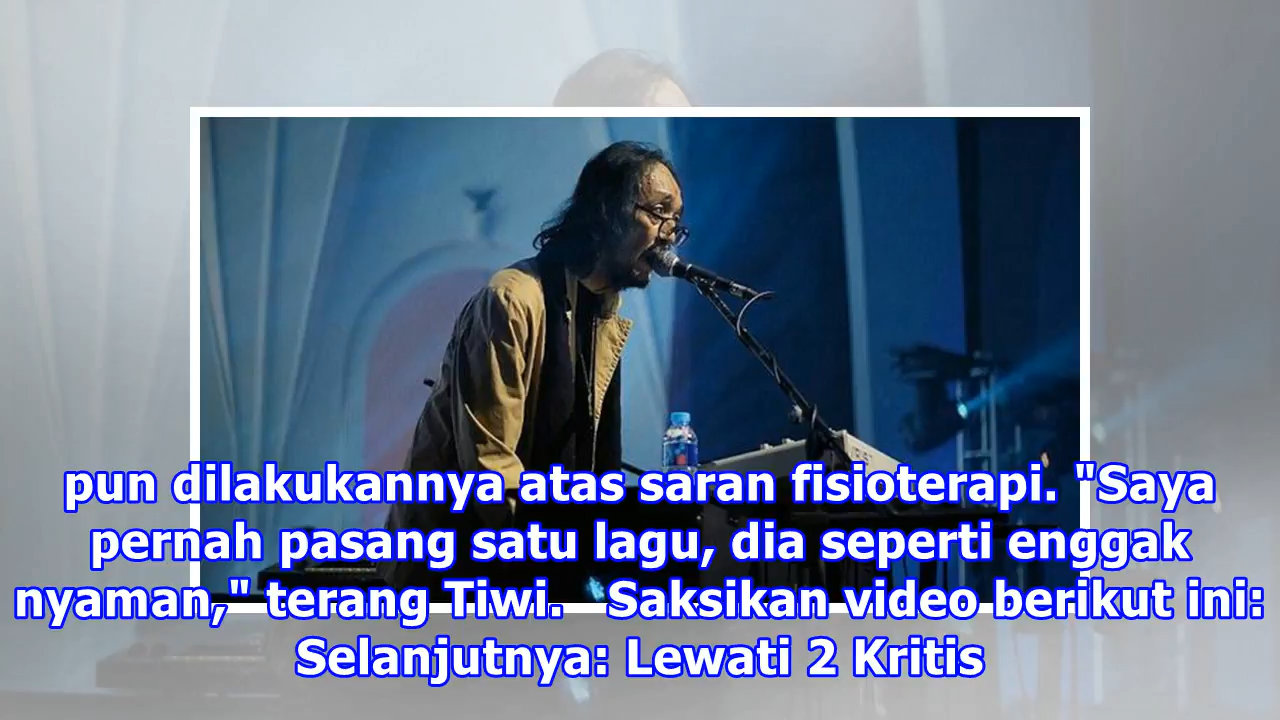 pun dilakukannya atas saran fisioterapi. "Saya
pernah pasang satu lagu, dia seperti enggak
nyaman," terang Tiwi.   Saksikan video berikut ini:
Selanjutnya: Lewati 2 Kritis